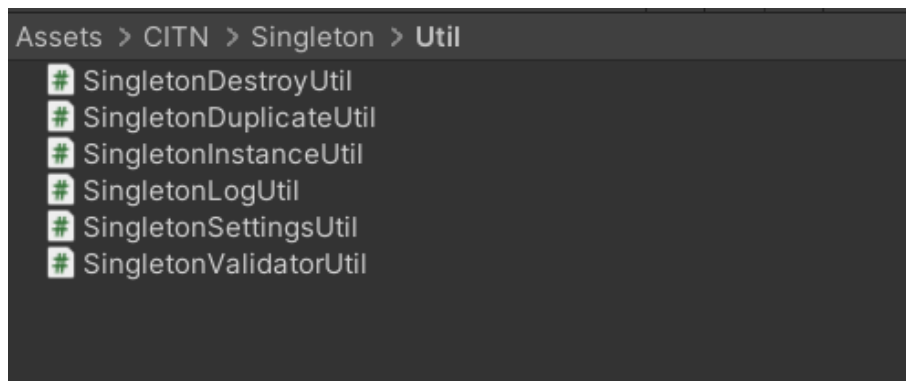 Assets > CITN > Singleton > Util
# SingletonDestroyUtil
# SingletonDuplicateUtil
# SingletonInstanceUtil
# SingletonLogUtil
# SingletonSettingsUtil
# SingletonValidatorUtil